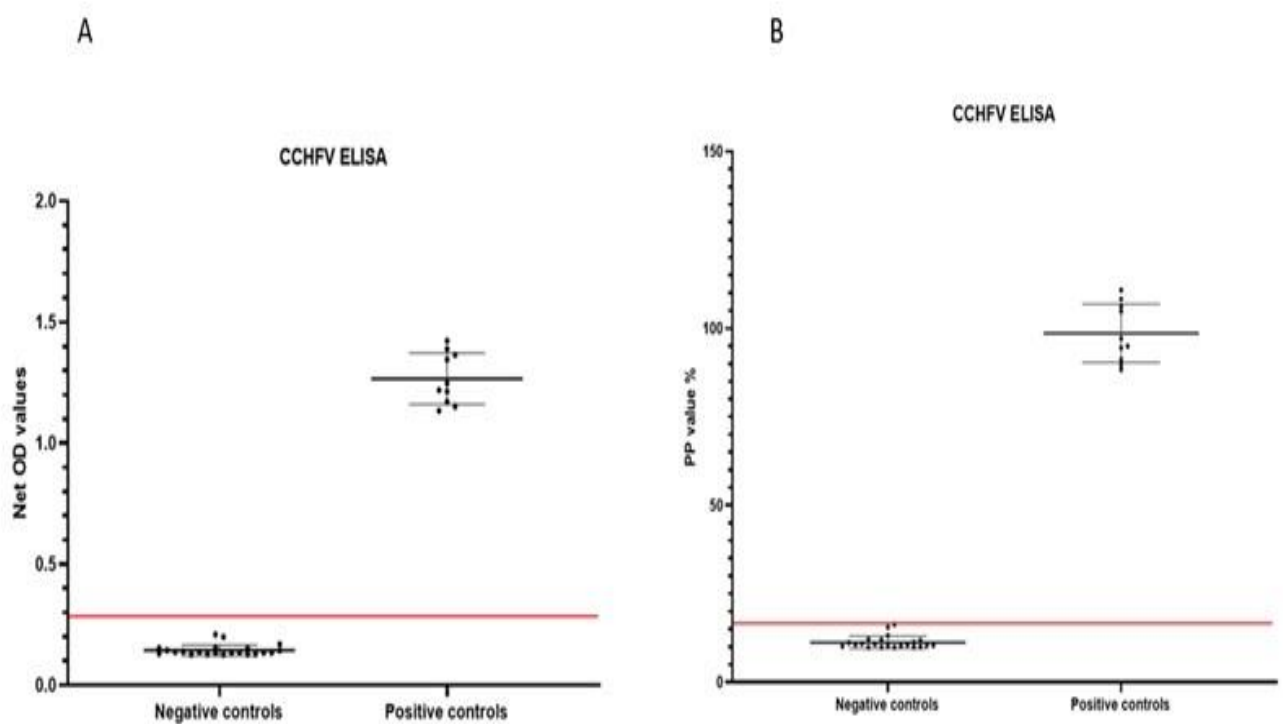 A
B
CCHFV ELISA
2.0
1.5
1.0
0.5
0.0
Net OD values
Negative controls
Positive controls
CCHFV ELISA
150
100
50
0
PP value %
Negative controls
Positive controls